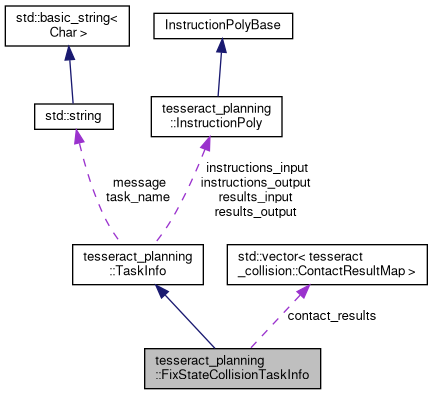 std::basic_string<
Char >
InstructionPolyBase
std::string
tesseract_planning
::InstructionPoly
message
task_name
instructions_input
instructions_output
results_input
results_output
tesseract_planning
::TaskInfo
std::vector< tesseract
_collision::ContactResultMap >
contact_results
tesseract_planning
::FixStateCollisionTaskInfo